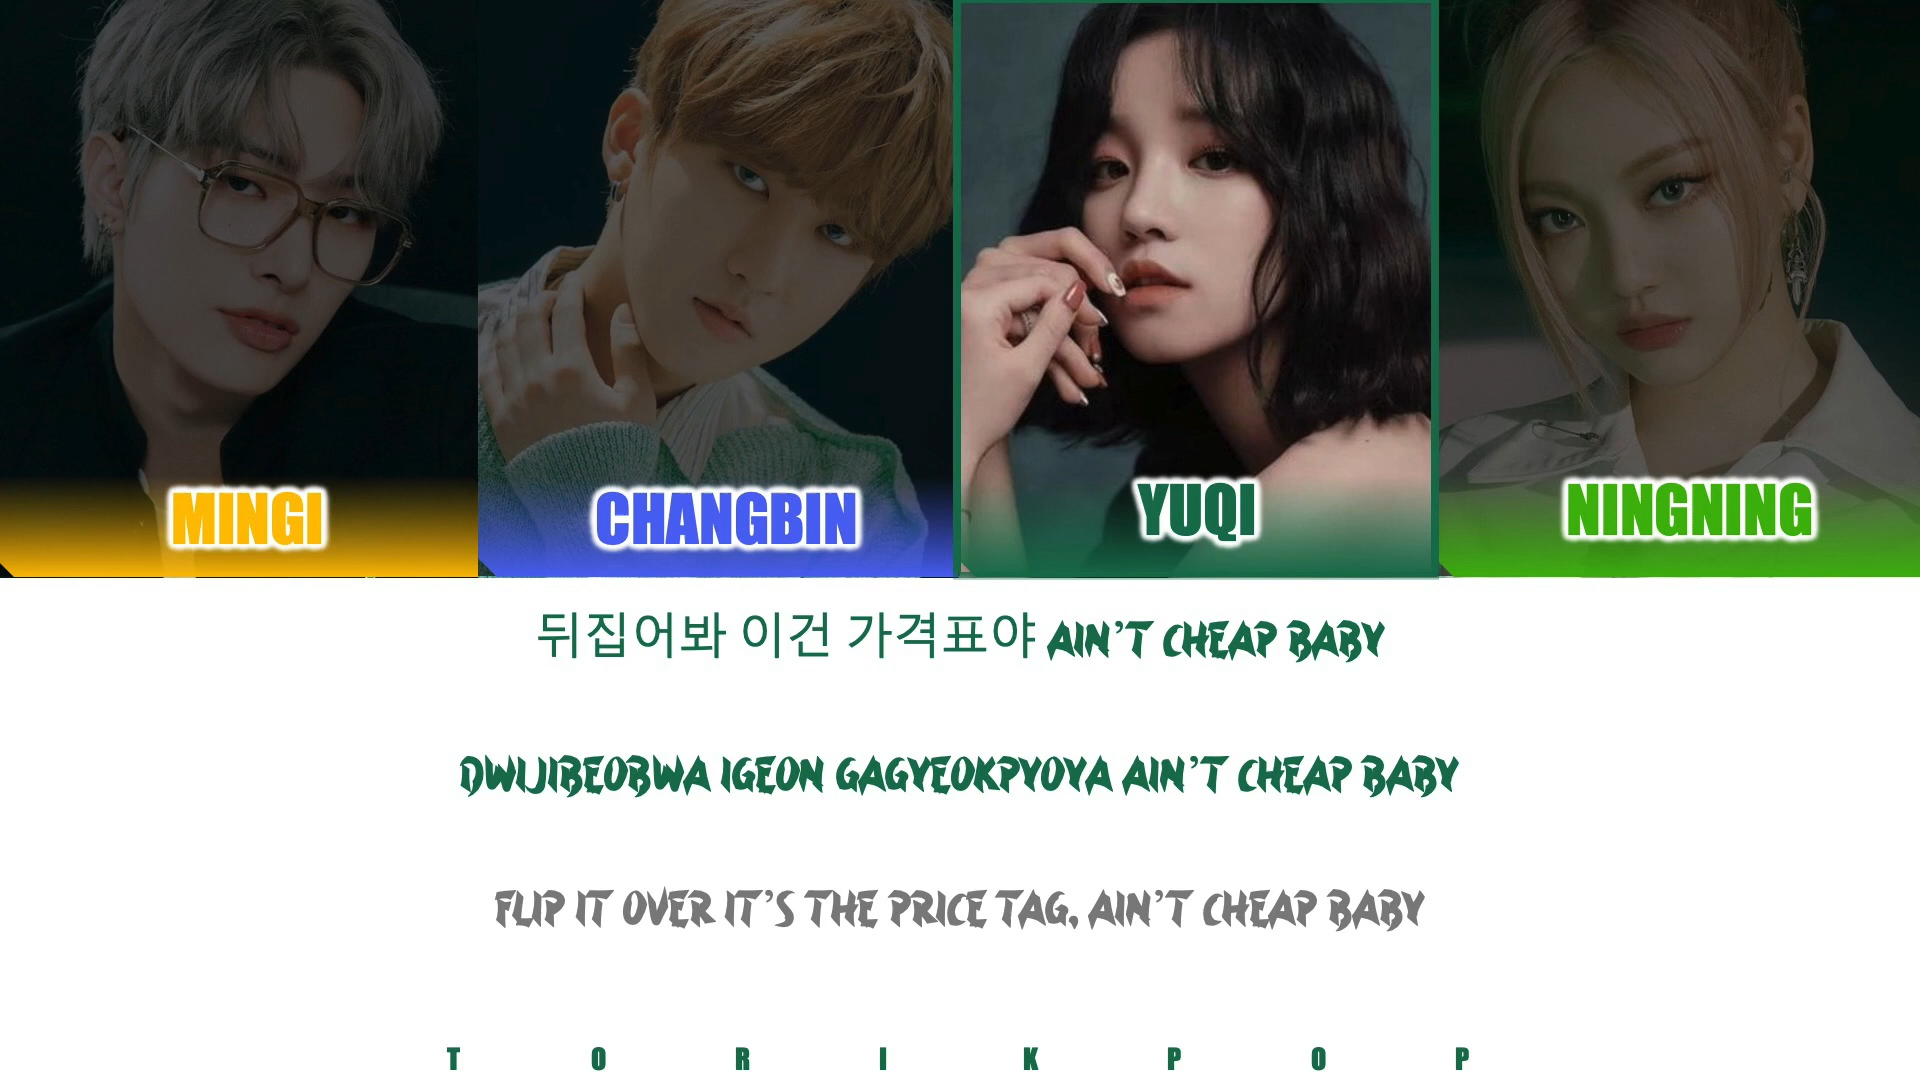 MINGI
CHANGBIN
YUQI
NINGNING
뒤집어봐 이건 가격표야 AIN'T CHEAP BABY
DWIJIBEOBWA IGEON GAGYEOKPYOYA AIN'T CHEAP BABY
FLIP IT OVER IT'S THE PRICE TAG, AIN'T CHEAP BABY
T O R I K P O P